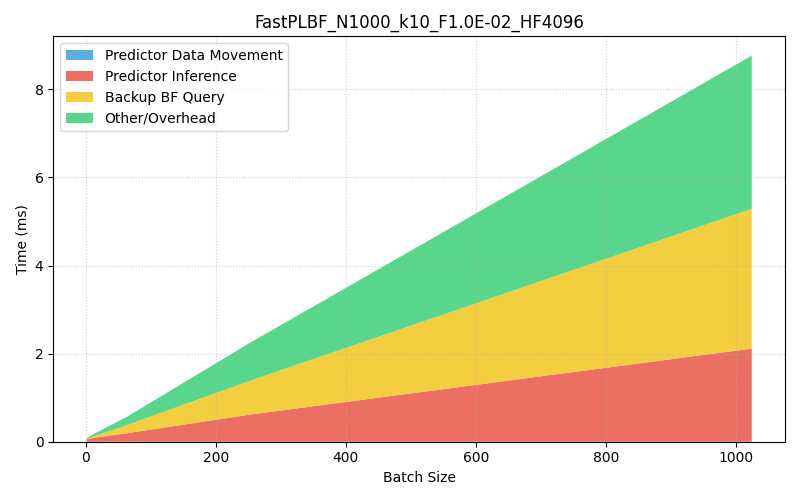 FastPLBF_N1000_k10_F1.0E-02_HF4096
Predictor Data Movement
Predictor Inference
Backup BF Query
Other/Overhead
Time (ms)
8
6
4
2
0
0 200 400 600 800 1000
Batch Size